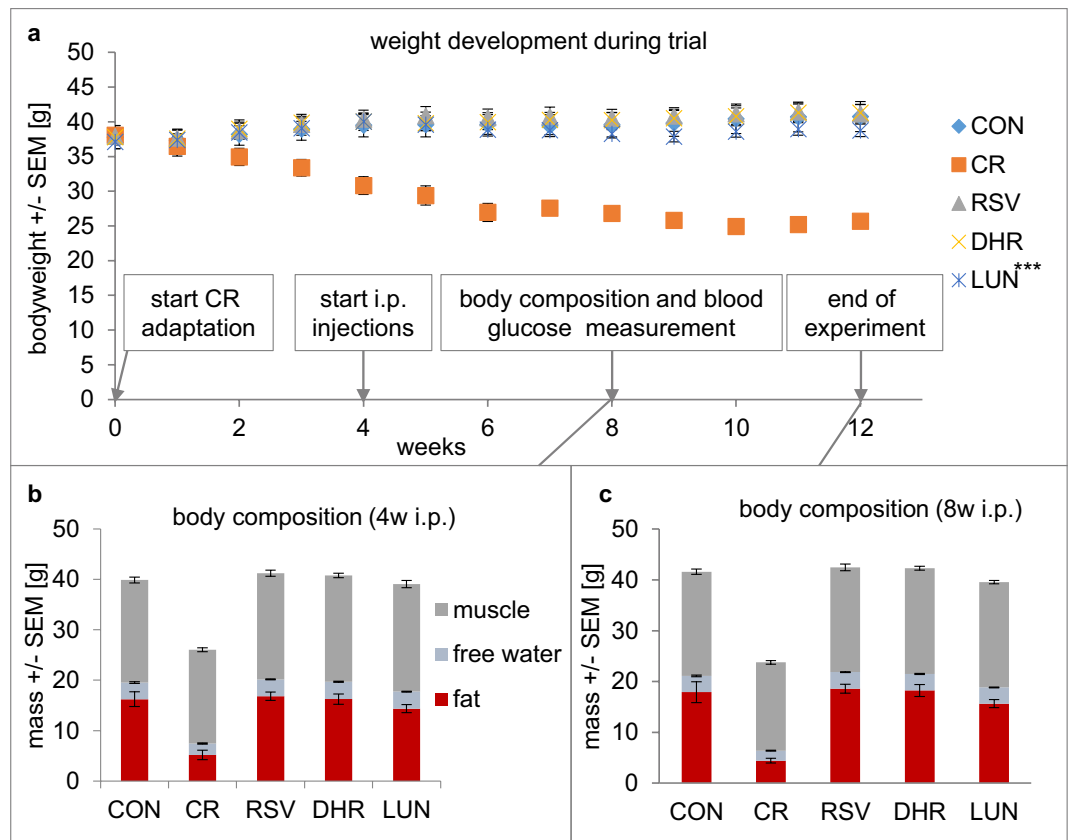 a
weight development during trial
bodyweight +/- SEM [g]
50
45
40
35
30
25
20
15
10
5
0
CON
CR
RSV
DHR
LUN***
start CR
adaptation
start i.p.
injections
body composition and blood
glucose measurement
end of
experiment
0 2 4 6 8 10 12
weeks
b
body composition (4w i.p.)
mass +/- SEM [g]
50
40
30
20
10
0
muscle
free water
fat
CON CR RSV DHR LUN
c
body composition (8w i.p.)
mass +/- SEM [g]
50
40
30
20
10
0
CON CR RSV DHR LUN